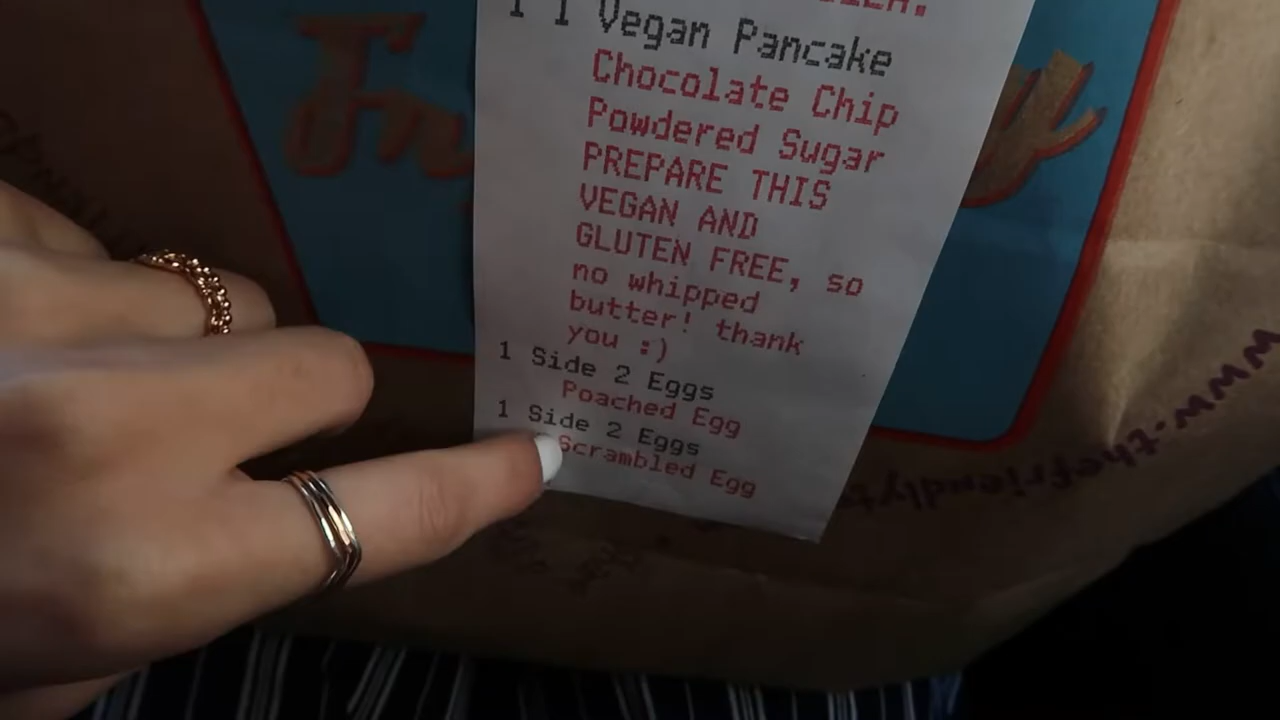 1 1 Vegan Pancake
Chocolate Chip
Powdered Sugar
PREPARE THIS
VEGAN AND
GLUTEN FREE, so
no whipped
butter! thank
you :)
1 Side 2 Eggs
Poached Egg
1 Side 2 Eggs
Scrambled Egg